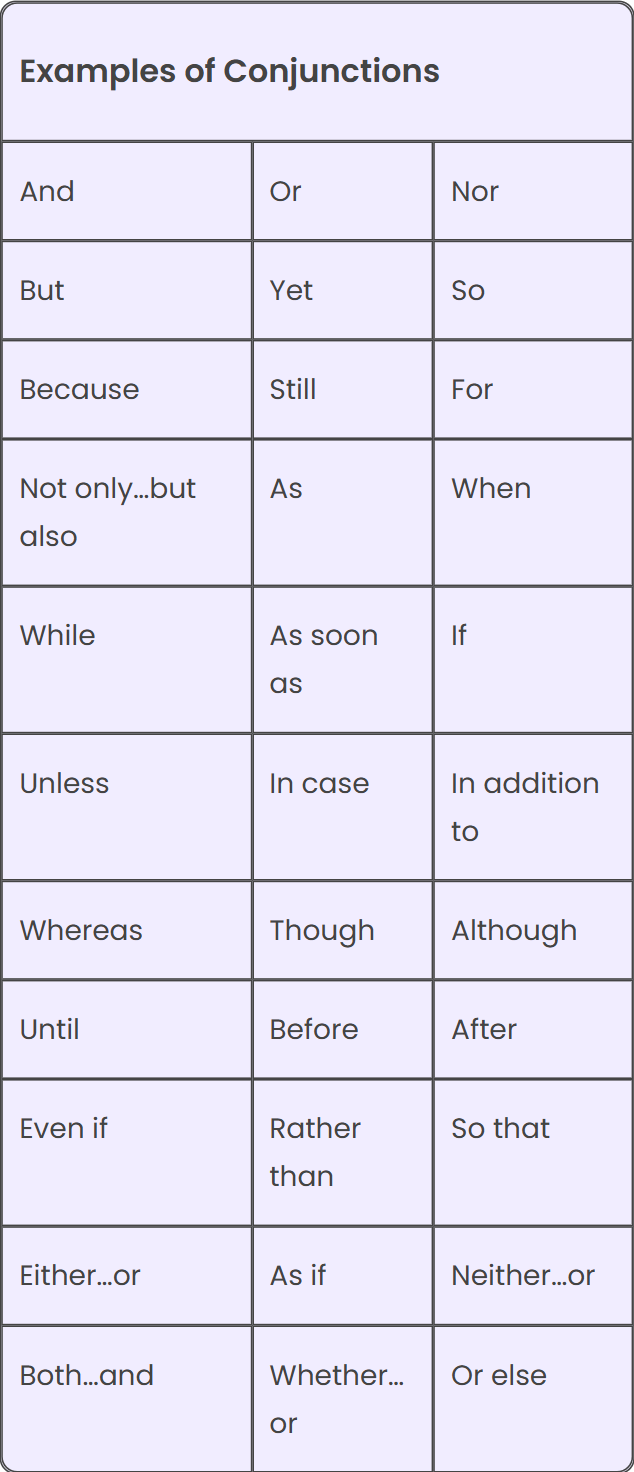 Examples of Conjunctions
And
Or
Nor
But
Yet
So
Because
Still
For
Not only...but
also
As
When
While
As soon
as
If
Unless
In case
In addition
to
Whereas
Though
Although
Until
Before
After
Even if
Rather
than
So that
Either...or
As if
Neither...or
Both...and
Whether...
or
Or else